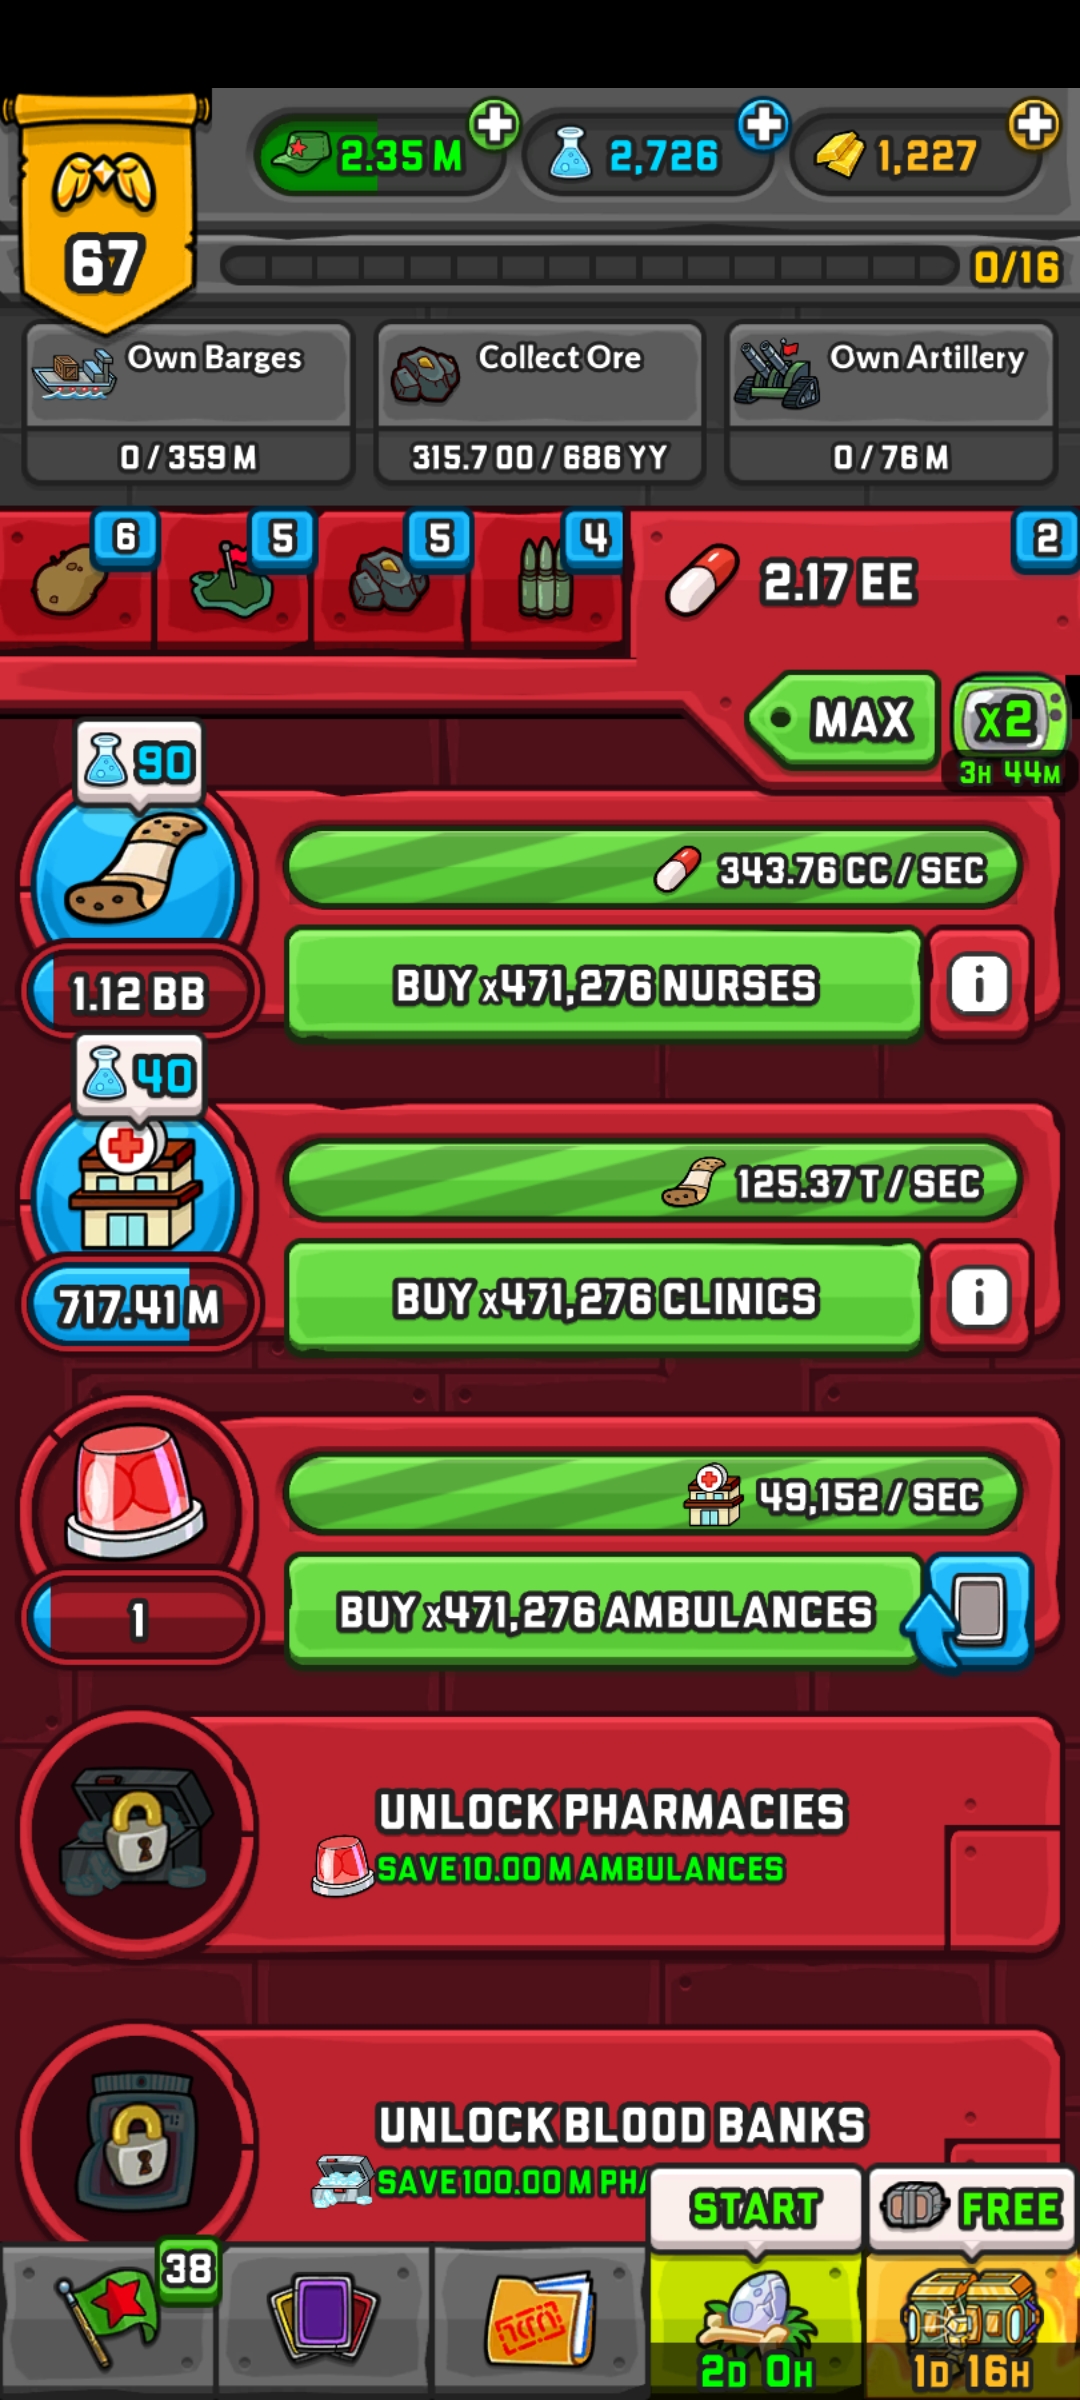 2.35 M
2,726
1,227
67
0/16
Own Barges
Collect Ore
Own Artillery
0 / 359 M
315.7 OO / 686 YY
0 / 76 M
6
5
5
4
2
2.17 EE
MAX
x2
3H 44M
90
343.76 CC / SEC
1.12 BB
BUY x471,276 NURSES
i
40
125.37 T / SEC
717.41 M
BUY x471,276 CLINICS
i
49,152 / SEC
1
BUY x471,276 AMBULANCES
UNLOCK PHARMACIES
SAVE 10.00 M AMBULANCES
UNLOCK BLOOD BANKS
SAVE 100.00 M PHA
START
FREE
38
2D 0H
1D 16H